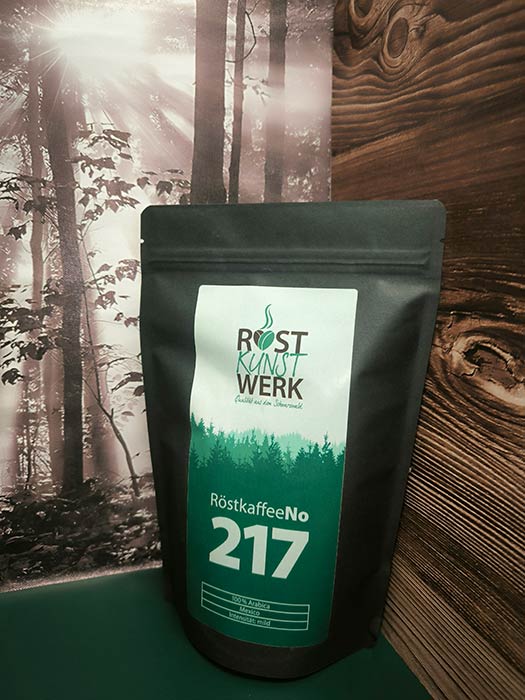 RÖST
KUNST
WERK
Qualität aus dem Schwarzwald
RöstkaffeeNo
217
100% Arabica
Mexico
Intensität: mild